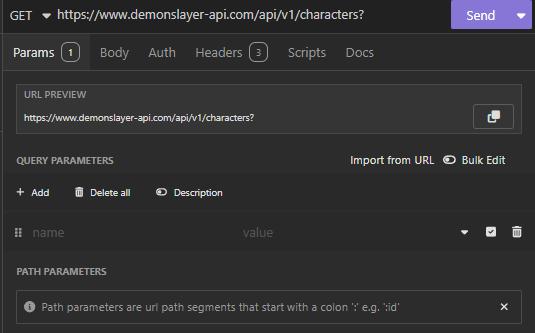 GET https://www.demonslayer-api.com/api/v1/characters? Send
Params 1 Body Auth Headers 3 Scripts Docs
URL PREVIEW
https://www.demonslayer-api.com/api/v1/characters?
QUERY PARAMETERS Import from URL Bulk Edit
+ Add Delete all Description
name value
PATH PARAMETERS
Path parameters are url path segments that start with a colon ':' e.g. ':id'